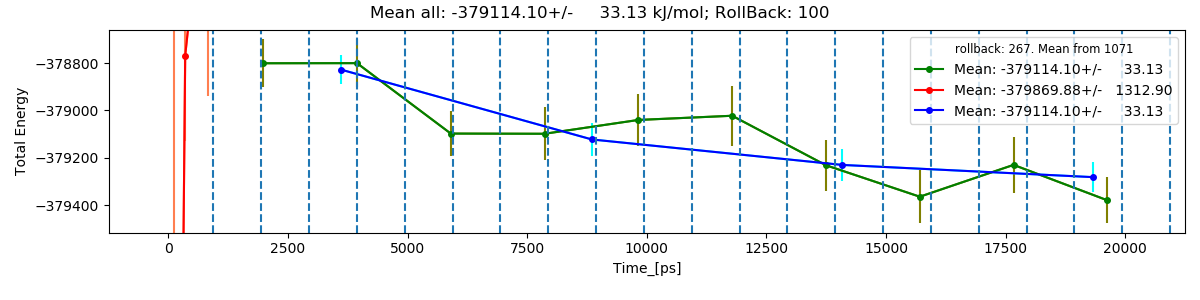 Mean all: -379114.10+/-     33.13 kJ/mol; RollBack: 100
rollback: 267. Mean from 1071
Mean: -379114.10+/-     33.13
Mean: -379869.88+/-   1312.90
Mean: -379114.10+/-     33.13
−378800
−379000
−379200
−379400
Total Energy
0
2500
5000
7500
10000
12500
15000
17500
20000
Time_[ps]